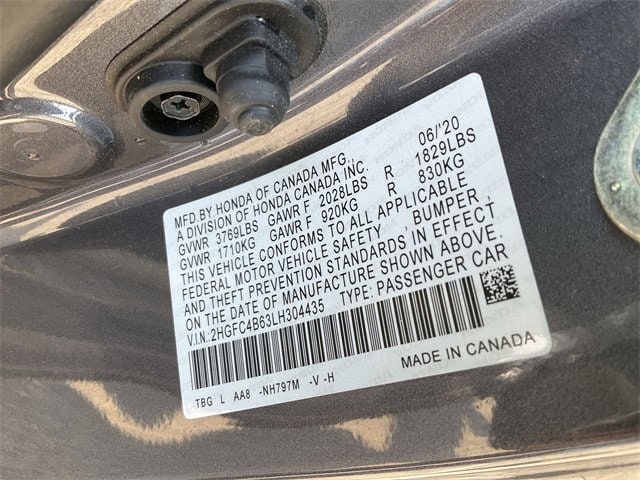 MFD.BY HONDA OF CANADA MFG. 06/'20
A DIVISION OF HONDA CANADA INC.
GVWR 3769LBS GAWR F 2028LBS R 1829LBS
GVWR 1710KG GAWR F 920KG R 830KG
THIS VEHICLE CONFORMS TO ALL APPLICABLE
FEDERAL MOTOR VEHICLE SAFETY, BUMPER,
AND THEFT PREVENTION STANDARDS IN EFFECT
ON THE DATE OF MANUFACTURE SHOWN ABOVE.
V.I.N.:2HGFC4B63LH304435 TYPE: PASSENGER CAR
MADE IN CANADA
TBG L AA8 -NH797M -V -H